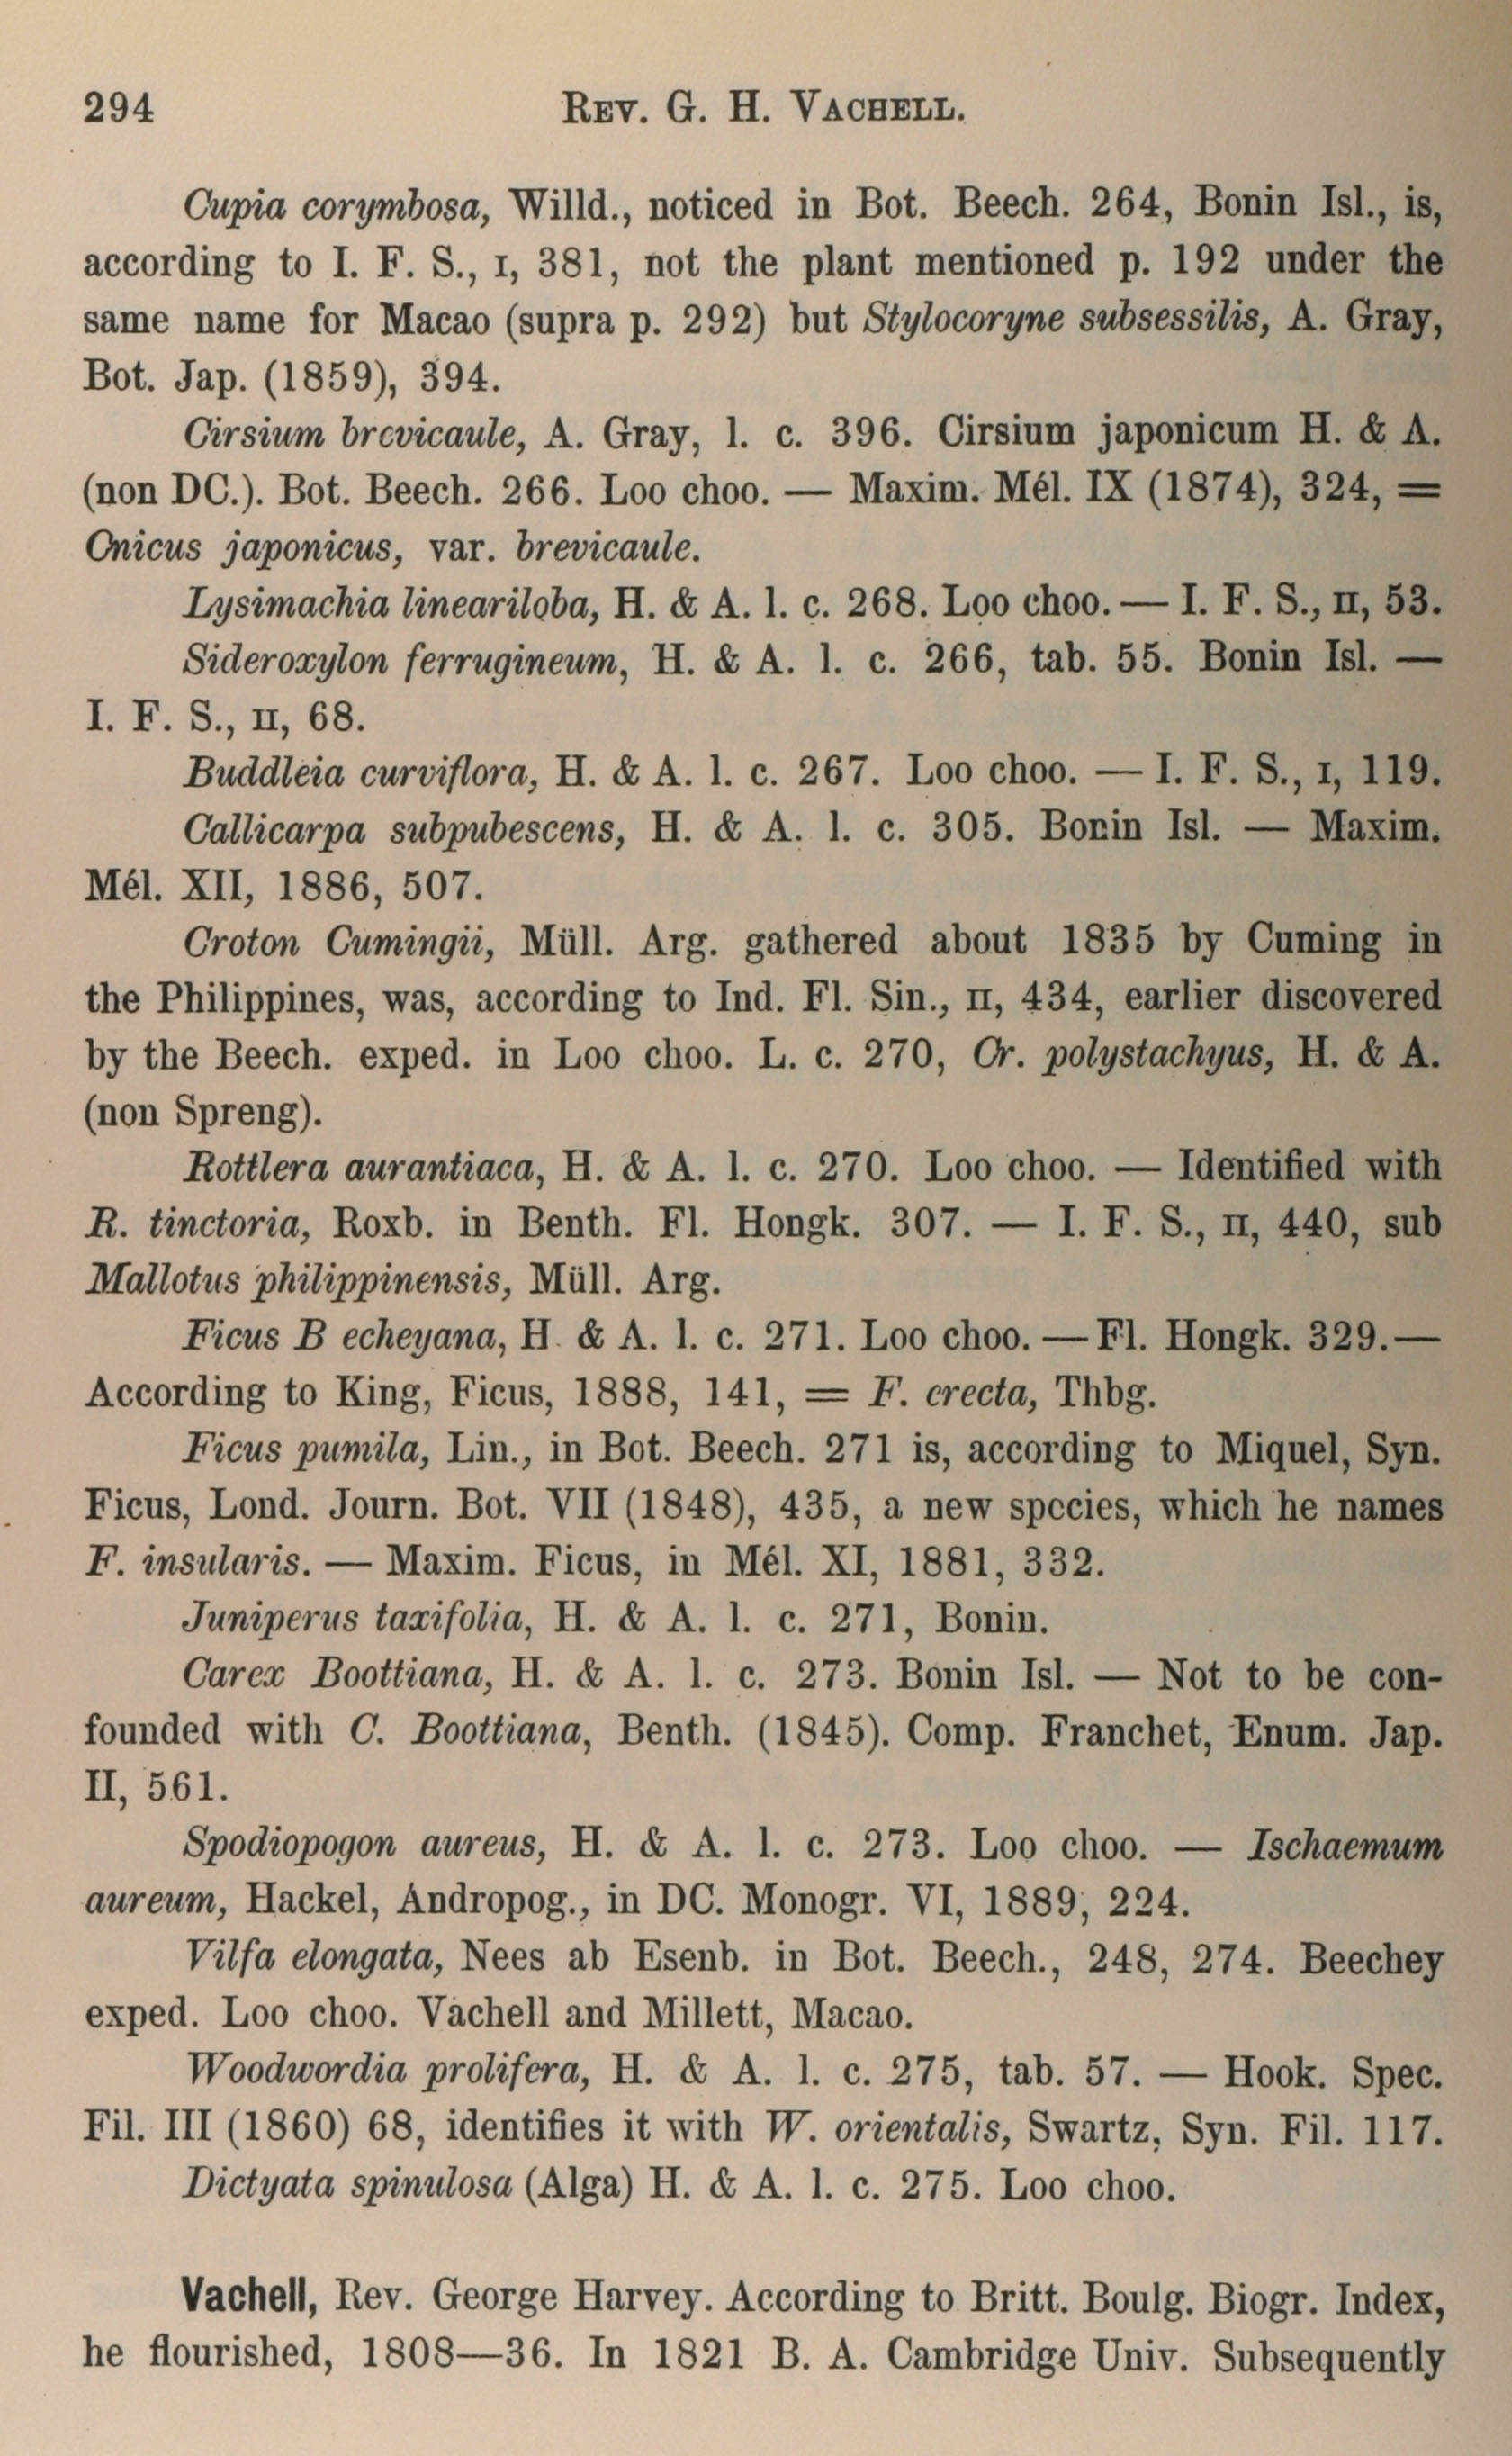 294 REV. G. H. VACHELL.
Cupia corymbosa, Willd., noticed in Bot. Beech. 264, Bonin Isl., is,
according to I. F. S., I, 381, not the plant mentioned p. 192 under the
same name for Macao (supra p. 292) but Stylocoryne subsessilis, A. Gray,
Bot. Jap. (1859), 394.
Cirsium brevicaule, A. Gray, l. c. 396. Cirsium japonicum H. & A.
(non DC.). Bot. Beech. 266. Loo choo. — Maxim. Mél. IX (1874), 324, =
Cnicus japonicus, var. brevicaule.
Lysimachia lineariloba, H. & A. l. c. 268. Loo choo. — I. F. S., II, 53.
Sideroxylon ferrugineum, H. & A. l. c. 266, tab. 55. Bonin Isl. —
I. F. S., II, 68.
Buddleia curviflora, H. & A. l. c. 267. Loo choo. — I. F. S., I, 119.
Callicarpa subpubescens, H. & A. l. c. 305. Bonin Isl. — Maxim.
Mél. XII, 1886, 507.
Croton Cumingii, Müll. Arg. gathered about 1835 by Cuming in
the Philippines, was, according to Ind. Fl. Sin., II, 434, earlier discovered
by the Beech. exped. in Loo choo. L. c. 270, Cr. polystachyus, H. & A.
(non Spreng).
Rottlera aurantiaca, H. & A. l. c. 270. Loo choo. — Identified with
R. tinctoria, Roxb. in Benth. Fl. Hongk. 307. — I. F. S., II, 440, sub
Mallotus philippinensis, Müll. Arg.
Ficus B echeyana, H. & A. l. c. 271. Loo choo. — Fl. Hongk. 329. —
According to King, Ficus, 1888, 141, = F. erecta, Thbg.
Ficus pumila, Lin., in Bot. Beech. 271 is, according to Miquel, Syn.
Ficus, Lond. Journ. Bot. VII (1848), 435, a new species, which he names
F. insularis. — Maxim. Ficus, in Mél. XI, 1881, 332.
Juniperus taxifolia, H. & A. l. c. 271, Bonin.
Carex Boottiana, H. & A. l. c. 273. Bonin Isl. — Not to be con-
founded with C. Boottiana, Benth. (1845). Comp. Franchet, Enum. Jap.
II, 561.
Spodiopogon aureus, H. & A. l. c. 273. Loo choo. — Ischaemum
aureum, Hackel, Andropog., in DC. Monogr. VI, 1889, 224.
Vilfa elongata, Nees ab Esenb. in Bot. Beech., 248, 274. Beechey
exped. Loo choo. Vachell and Millett, Macao.
Woodwordia prolifera, H. & A. l. c. 275, tab. 57. — Hook. Spec.
Fil. III (1860) 68, identifies it with W. orientalis, Swartz, Syn. Fil. 117.
Dictyata spinulosa (Alga) H. & A. l. c. 275. Loo choo.
Vachell, Rev. George Harvey. According to Britt. Boulg. Biogr. Index,
he flourished, 1808—36. In 1821 B. A. Cambridge Univ. Subsequently